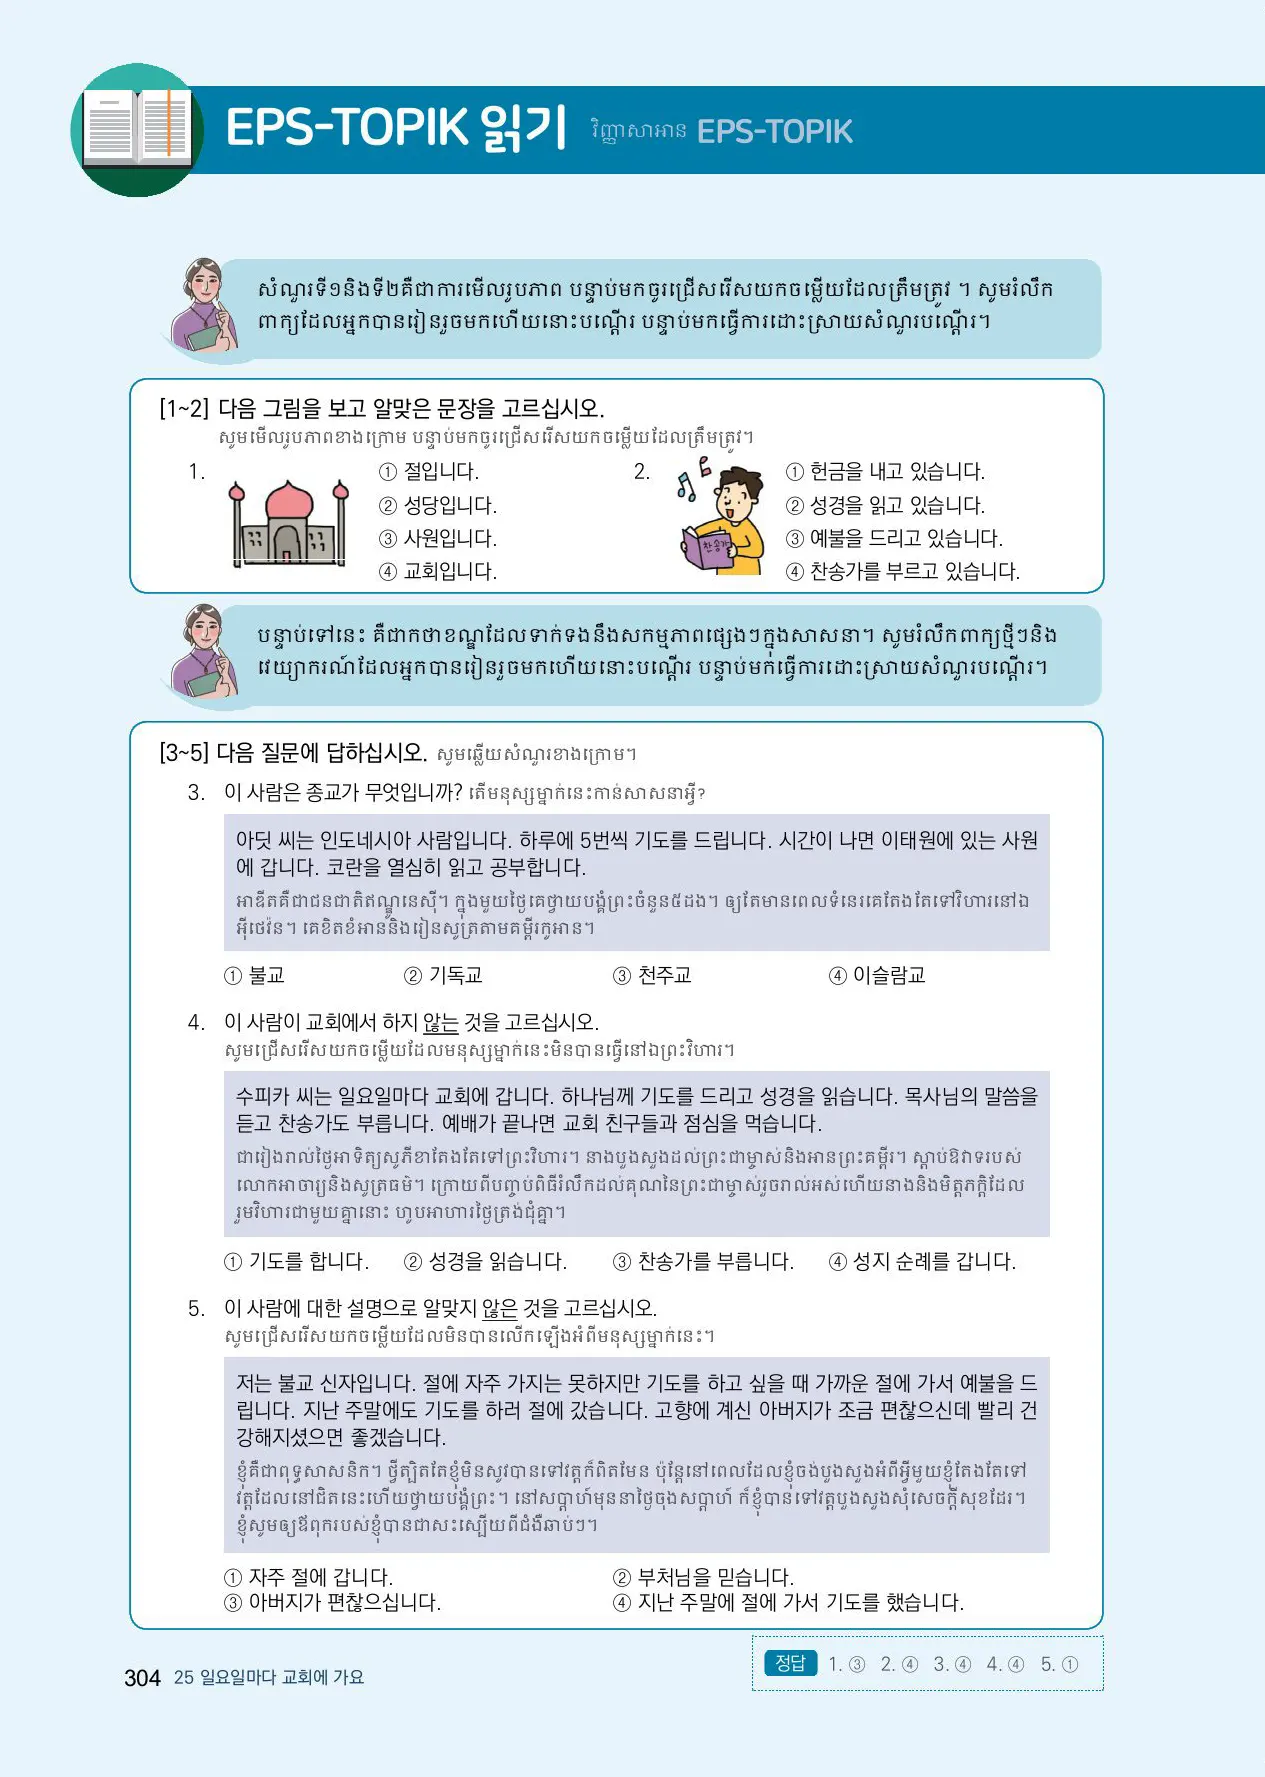 EPS-TOPIK 읽기 វិញ្ញាសាអាន EPS-TOPIK
សំណួរទី១និងទី២គឺជាការមើលរូបភាព បន្ទាប់មកចូរជ្រើសរើសយកចម្លើយដែលត្រឹមត្រូវ ។ សូមរំលឹក
ពាក្យដែលអ្នកបានរៀនរួចមកហើយនោះបណ្តើរ បន្ទាប់មកធ្វើការដោះស្រាយសំណួរបណ្តើរ។
[1~2] 다음 그림을 보고 알맞은 문장을 고르십시오.
សូមមើលរូបភាពខាងក្រោម បន្ទាប់មកចូរជ្រើសរើសយកចម្លើយដែលត្រឹមត្រូវ។
1.
① 절입니다.
② 성당입니다.
③ 사원입니다.
④ 교회입니다.
2.
찬송가
① 헌금을 내고 있습니다.
② 성경을 읽고 있습니다.
③ 예불을 드리고 있습니다.
④ 찬송가를 부르고 있습니다.
បន្ទាប់ទៅនេះ គឺជាកថាខណ្ឌដែលទាក់ទងនឹងសកម្មភាពផ្សេងៗក្នុងសាសនា។ សូមរំលឹកពាក្យថ្មីៗនិង
វេយ្យាករណ៍ដែលអ្នកបានរៀនរួចមកហើយនោះបណ្តើរ បន្ទាប់មកធ្វើការដោះស្រាយសំណួរបណ្តើរ។
[3~5] 다음 질문에 답하십시오. សូមឆ្លើយសំណួរខាងក្រោម។
3. 이 사람은 종교가 무엇입니까? តើមនុស្សម្នាក់នេះកាន់សាសនាអ្វី?
아딧 씨는 인도네시아 사람입니다. 하루에 5번씩 기도를 드립니다. 시간이 나면 이태원에 있는 사원
에 갑니다. 코란을 열심히 읽고 공부합니다.
អាឌីតគឺជាជនជាតិឥណ្ឌូនេស៊ី។ ក្នុងមួយថ្ងៃគេថ្វាយបង្គំព្រះចំនួន៥ដង។ ឲ្យតែមានពេលទំនេរគេតែងតែទៅវិហារនៅឯ
អ៊ីថេវ៉ន។ គេខិតខំអាននិងរៀនសូត្រតាមគម្ពីរកូអាន។
① 불교 ② 기독교 ③ 천주교 ④ 이슬람교
4. 이 사람이 교회에서 하지 않는 것을 고르십시오.
សូមជ្រើសរើសយកចម្លើយដែលមនុស្សម្នាក់នេះមិនបានធ្វើនៅឯព្រះវិហារ។
수피카 씨는 일요일마다 교회에 갑니다. 하나님께 기도를 드리고 성경을 읽습니다. 목사님의 말씀을
듣고 찬송가도 부릅니다. 예배가 끝나면 교회 친구들과 점심을 먹습니다.
ជារៀងរាល់ថ្ងៃអាទិត្យសូភីខាតែងតែទៅព្រះវិហារ។ នាងបួងសួងដល់ព្រះជាម្ចាស់និងអានព្រះគម្ពីរ។ ស្តាប់ឱវាទរបស់
លោកអាចារ្យនិងសូត្រធម៌។ ក្រោយពីបញ្ចប់ពិធីរំលឹកដល់គុណនៃព្រះជាម្ចាស់រួចរាល់អស់ហើយនាងនិងមិត្តភក្តិដែល
រួមវិហារជាមួយគ្នានោះ ហូបអាហារថ្ងៃត្រង់ជុំគ្នា។
① 기도를 합니다. ② 성경을 읽습니다. ③ 찬송가를 부릅니다. ④ 성지 순례를 갑니다.
5. 이 사람에 대한 설명으로 알맞지 않은 것을 고르십시오.
សូមជ្រើសរើសយកចម្លើយដែលមិនបានលើកឡើងអំពីមនុស្សម្នាក់នេះ។
저는 불교 신자입니다. 절에 자주 가지는 못하지만 기도를 하고 싶을 때 가까운 절에 가서 예불을 드
립니다. 지난 주말에도 기도를 하러 절에 갔습니다. 고향에 계신 아버지가 조금 편찮으신데 빨리 건
강해지셨으면 좋겠습니다.
ខ្ញុំគឺជាពុទ្ធសាសនិក។ ថ្វីត្បិតតែខ្ញុំមិនសូវបានទៅវត្តក៏ពិតមែន ប៉ុន្តែនៅពេលដែលខ្ញុំចង់បួងសួងអំពីអ្វីមួយខ្ញុំតែងតែទៅ
វត្តដែលនៅជិតនេះហើយថ្វាយបង្គំព្រះ។ នៅសប្តាហ៍មុននាថ្ងៃចុងសប្តាហ៍ ក៏ខ្ញុំបានទៅវត្តបួងសួងសុំសេចក្តីសុខដែរ។
ខ្ញុំសូមឲ្យឪពុករបស់ខ្ញុំបានជាសះស្បើយពីជំងឺឆាប់ៗ។
① 자주 절에 갑니다. ② 부처님을 믿습니다.
③ 아버지가 편찮으십니다. ④ 지난 주말에 절에 가서 기도를 했습니다.
정답 1. ③ 2. ④ 3. ④ 4. ④ 5. ①
304 25 일요일마다 교회에 가요